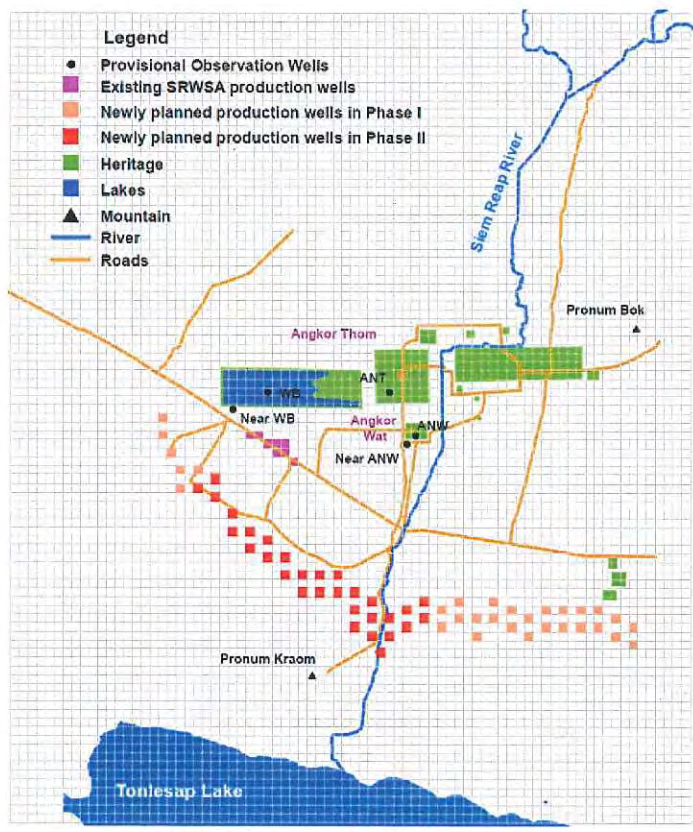 Legend
Provisional Observation Wells
Existing SRWSA production wells
Newly planned production wells in Phase I
Newly planned production wells in Phase II
Heritage
Lakes
Mountain
River
Roads
Siem Reap River
Pronum Bok
Angkor Thom
WB
ANT
Near WB
Angkor
Wat
ANW
Near ANW
Pronum Kraom
Tonlesap Lake